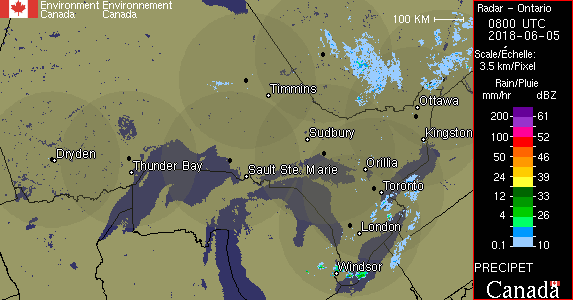 Environment Environnement
Canada Canada
100 KM
Radar - Ontario
0800 UTC
2018-06-05
Scale/Échelle:
3.5 km/Pixel
Rain/Pluie
mm/hr dBZ
200 61
100 52
50 46
24 39
12 33
4 26
0.1 10
PRECIPET
Canada
Timmins
Ottawa
Sudbury
Kingston
Dryden
Thunder Bay
Sault Ste. Marie
Orillia
Toronto
London
Windsor